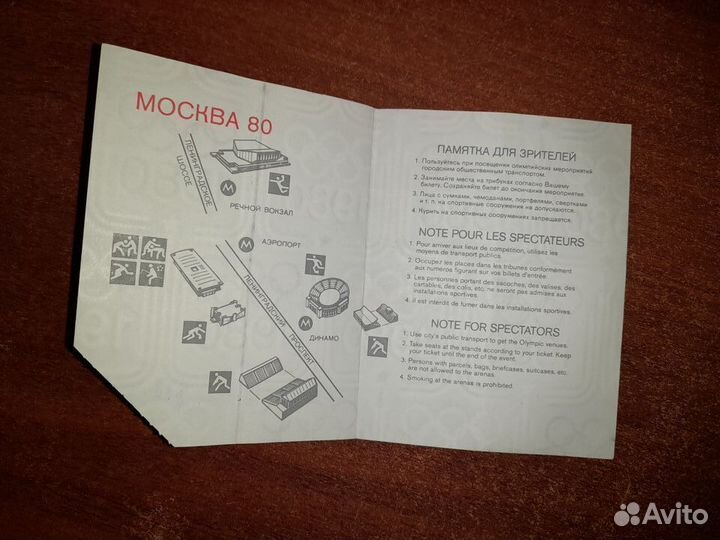 МОСКВА 80
ЛЕНИНГРАДСКОЕ
ШОССЕ
М
РЕЧНОЙ ВОКЗАЛ
М
АЭРОПОРТ
ЛЕНИНГРАДСКИЙ ПРОСПЕКТ
М
ДИНАМО
ПАМЯТКА ДЛЯ ЗРИТЕЛЕЙ
1. Пользуйтесь при посещении олимпийских мероприятий
городским общественным транспортом.
2. Занимайте места на трибунах согласно Вашему
билету. Сохраняйте билет до окончания мероприятия.
3. Лица с сумками, чемоданами, портфелями, свертками
и т. п. на спортивные сооружения не допускаются.
4. Курить на спортивных сооружениях запрещается.
NOTE POUR LES SPECTATEURS
1. Pour arriver aux lieux de compétition, utilisez les
moyens de transport publics.
2. Occupez les places dans les tribunes conformément
aux numéros figurant sur vos billets d'entrée.
3. Les personnes portant des sacoches, des valises, des
cartables, des colis, etc. ne seront pas admises aux
installations sportives.
4. Il est interdit de fumer dans les installations sportives.
NOTE FOR SPECTATORS
1. Use city's public transport to get the Olympic venues.
2. Take seats at the stands according to your ticket. Keep
your ticket until the end of the event.
3. Persons with parcels, bags, briefcases, suitcases, etc.
are not allowed to the arenas.
4. Smoking at the arenas is prohibited.
Avito